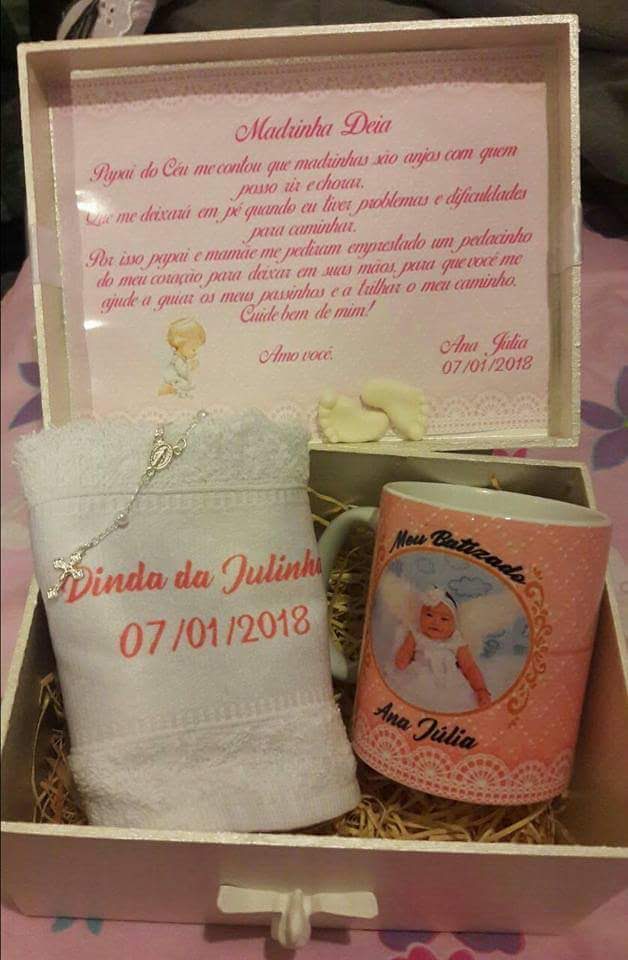 Madrinha Deia
Papai do Céu me contou que madrinhas são anjos com quem
posso rir e chorar.
Que me deixará em pé quando eu tiver problemas e dificuldades
para caminhar.
Por isso papai e mamãe me pediram emprestado um pedacinho
do meu coração para deixar em suas mãos, para que você me
ajude a guiar os meus passinhos e a trilhar o meu caminho.
Cuide bem de mim!
Amo você.
Ana Júlia
07/01/2018
Dinda da Julinha
07/01/2018
Meu Batizado
Ana Júlia